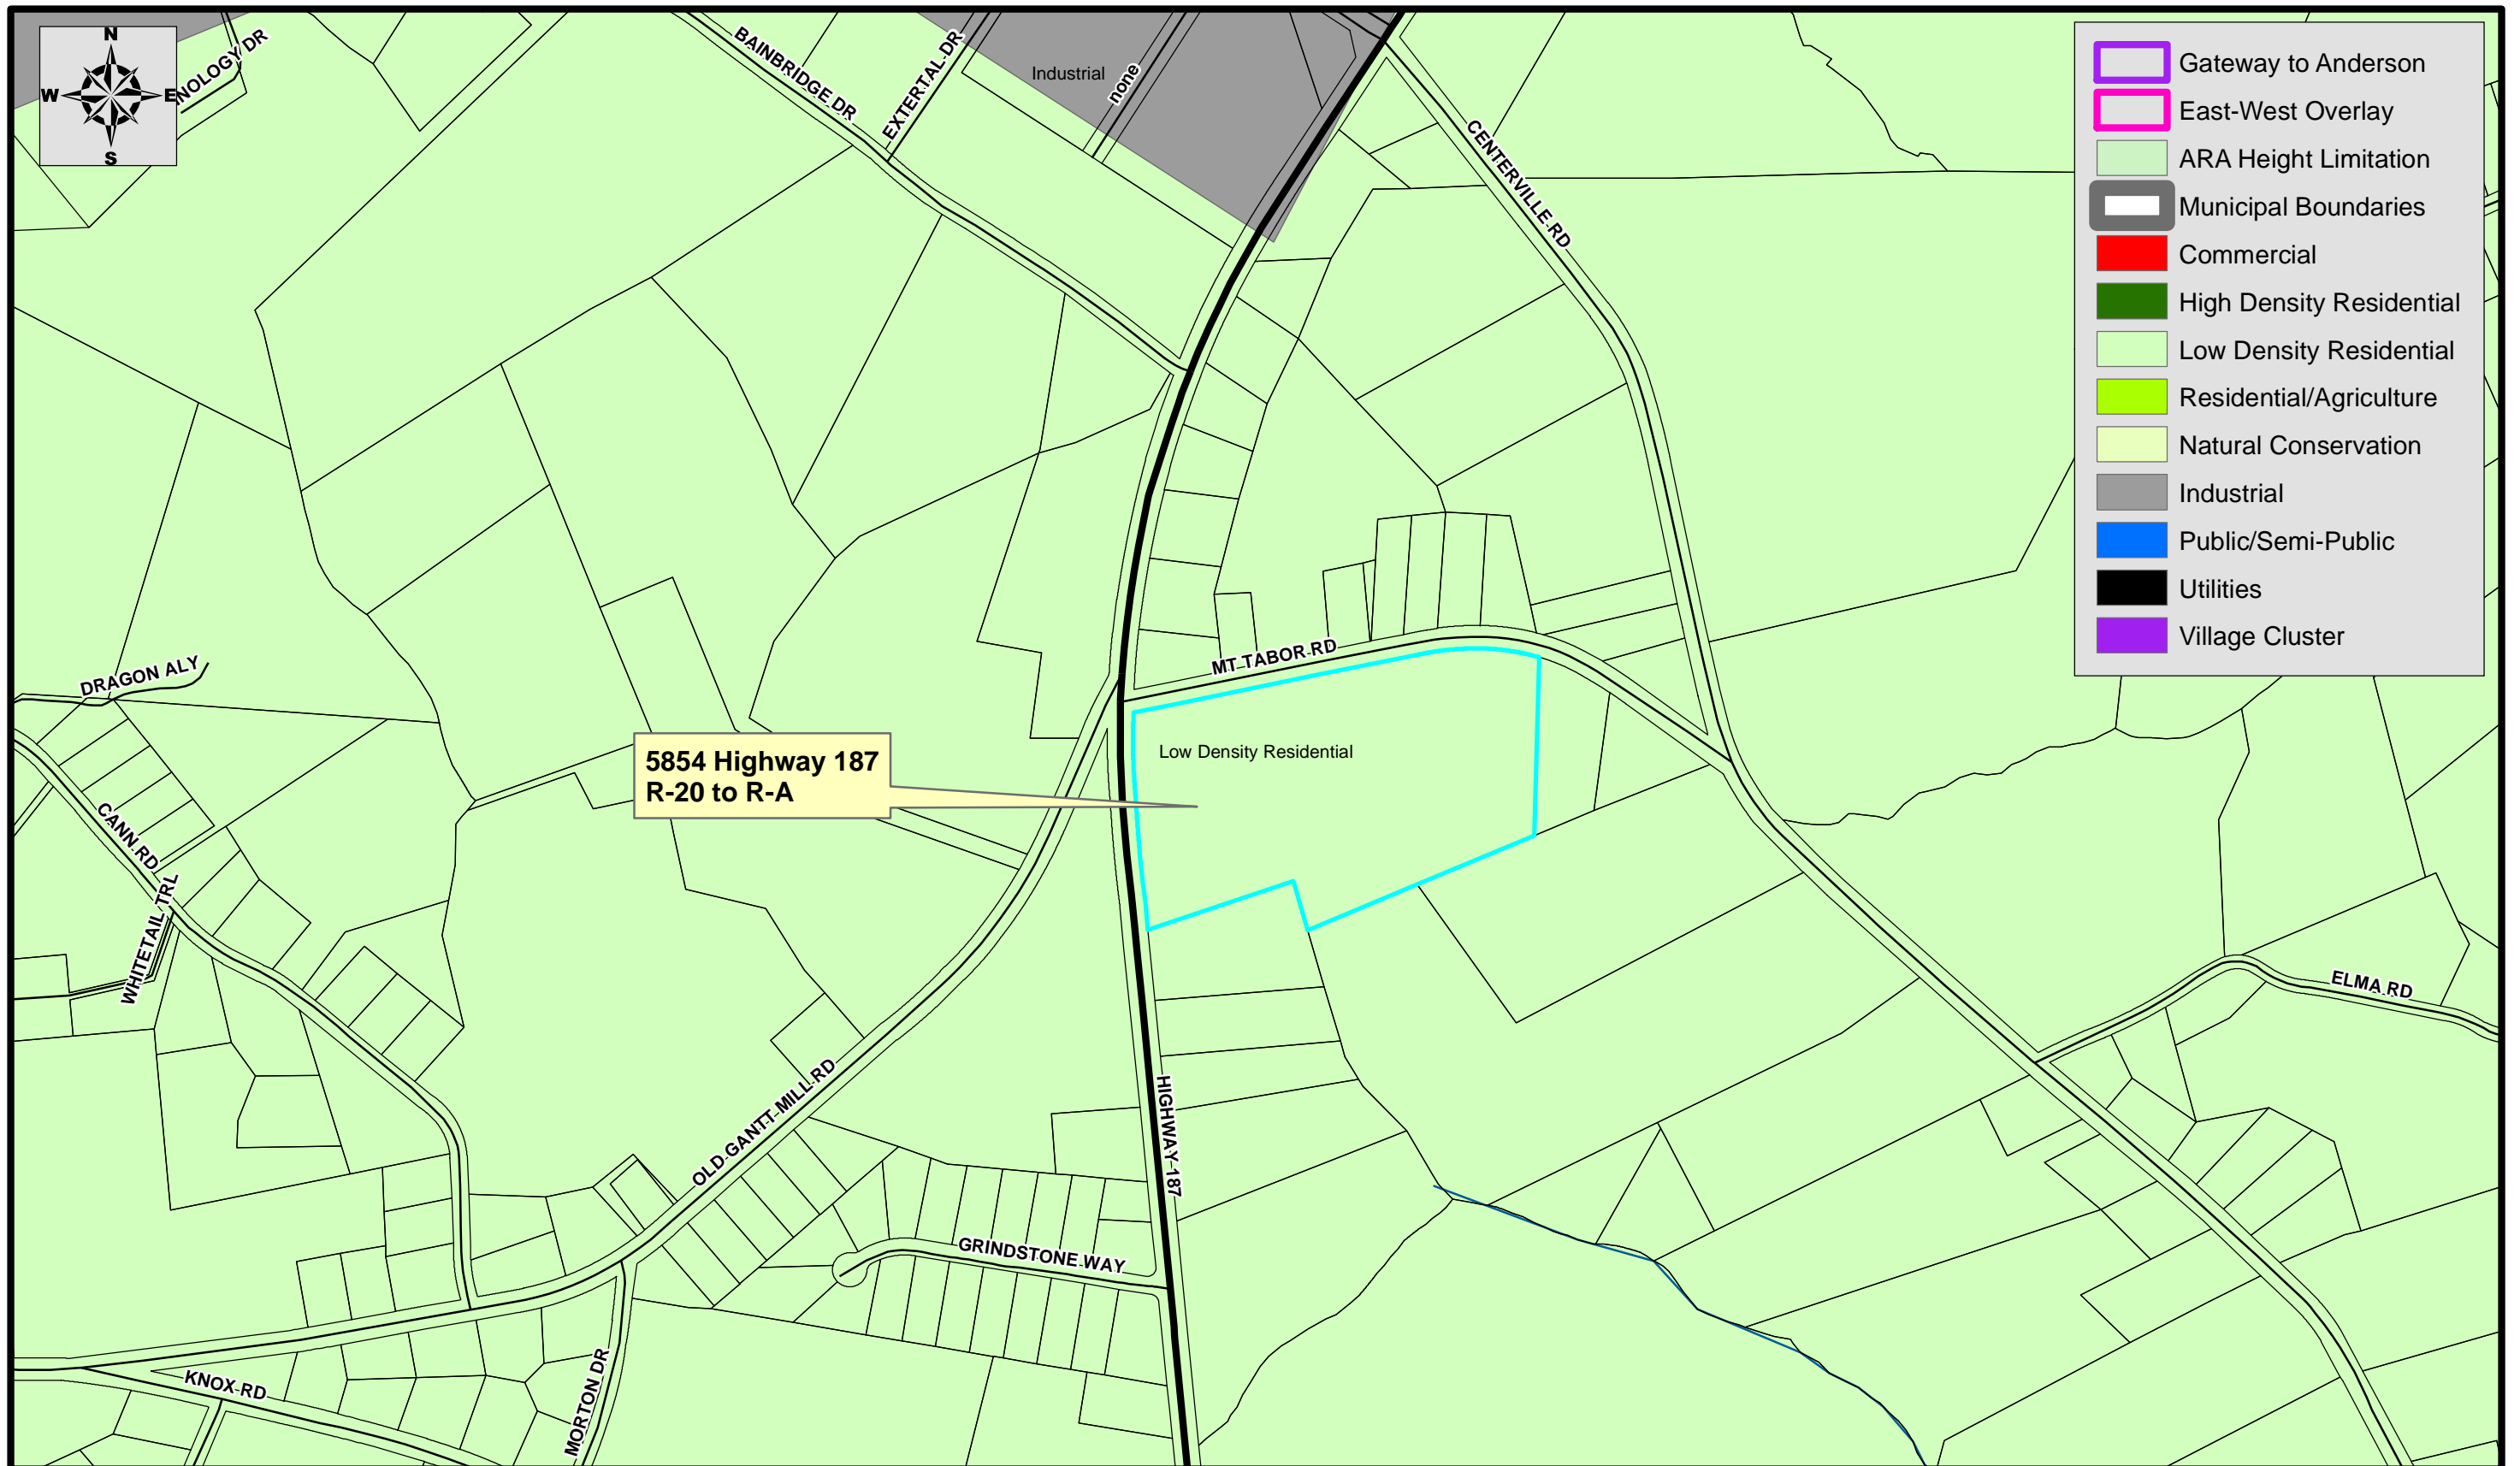 N
W
E
S
NOLOGY DR
BAINBRIDGE DR
EXTERTAL DR
Industrial
none
CENTERVILLE RD
Gateway to Anderson
East-West Overlay
ARA Height Limitation
Municipal Boundaries
Commercial
High Density Residential
Low Density Residential
Residential/Agriculture
Natural Conservation
Industrial
Public/Semi-Public
Utilities
Village Cluster
MT TABOR RD
DRAGON ALY
Low Density Residential
5854 Highway 187
R-20 to R-A
CANN RD
WHITETAIL TRL
ELMA RD
OLD GANTT MILL RD
HIGHWAY 187
GRINDSTONE WAY
KNOX RD
MORTON DR